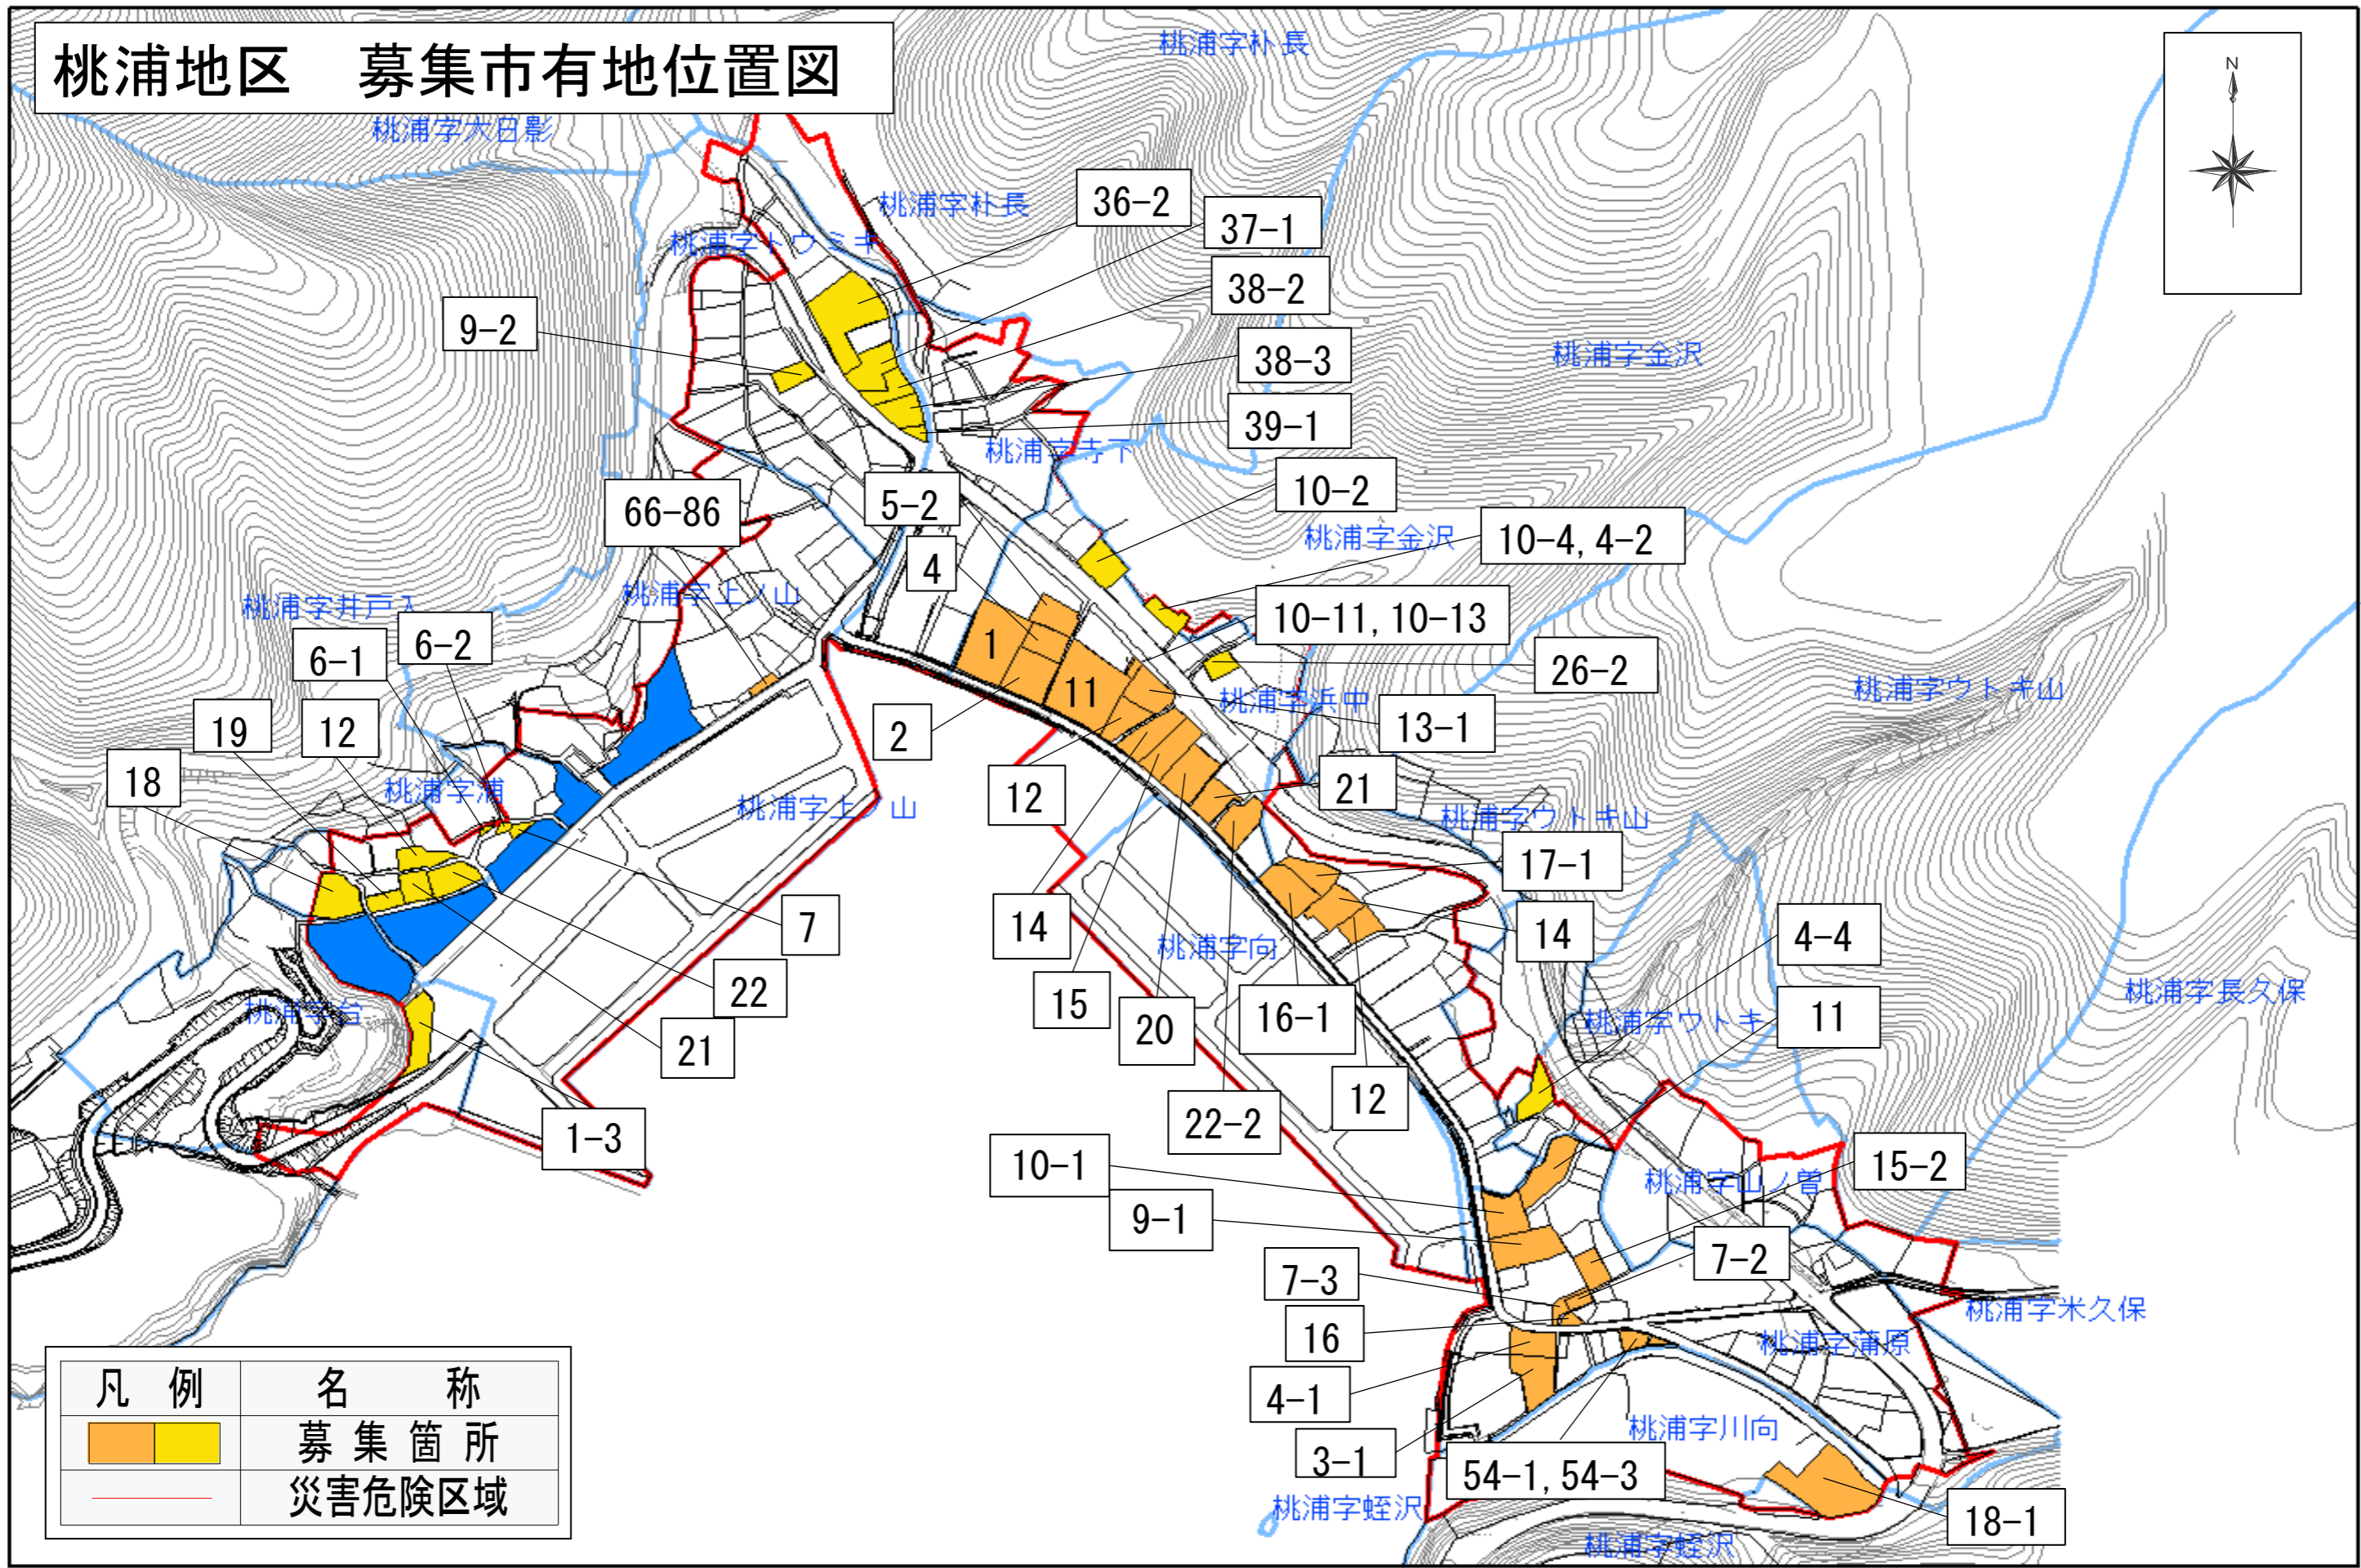 桃浦地区　募集市有地位置図
N
桃浦字朴長
桃浦字大日影
桃浦字朴長
桃浦字トウミキ
36-2
37-1
38-2
9-2
38-3
桃浦字金沢
39-1
桃浦字寺下
10-2
5-2
66-86
桃浦字金沢
10-4, 4-2
4
桃浦字上ノ山
桃浦字井戸入
10-11, 10-13
6-2
6-1
1
26-2
11
桃浦字浜中
桃浦字ウトキ山
19
12
2
13-1
18
12
21
桃浦字浦
桃浦字上ノ山
桃浦字ウトキ山
17-1
7
14
14
4-4
桃浦字向
22
15
20
16-1
11
桃浦字長久保
桃浦字台
桃浦字ウトキ
21
12
22-2
1-3
10-1
15-2
桃浦字山ノ曽
9-1
7-2
7-3
16
桃浦字米久保
桃浦字蒲原
4-1
桃浦字川向
3-1
54-1, 54-3
桃浦字蛭沢
18-1
桃浦字蛭沢
凡　例
名　　称
募集箇所
災害危険区域